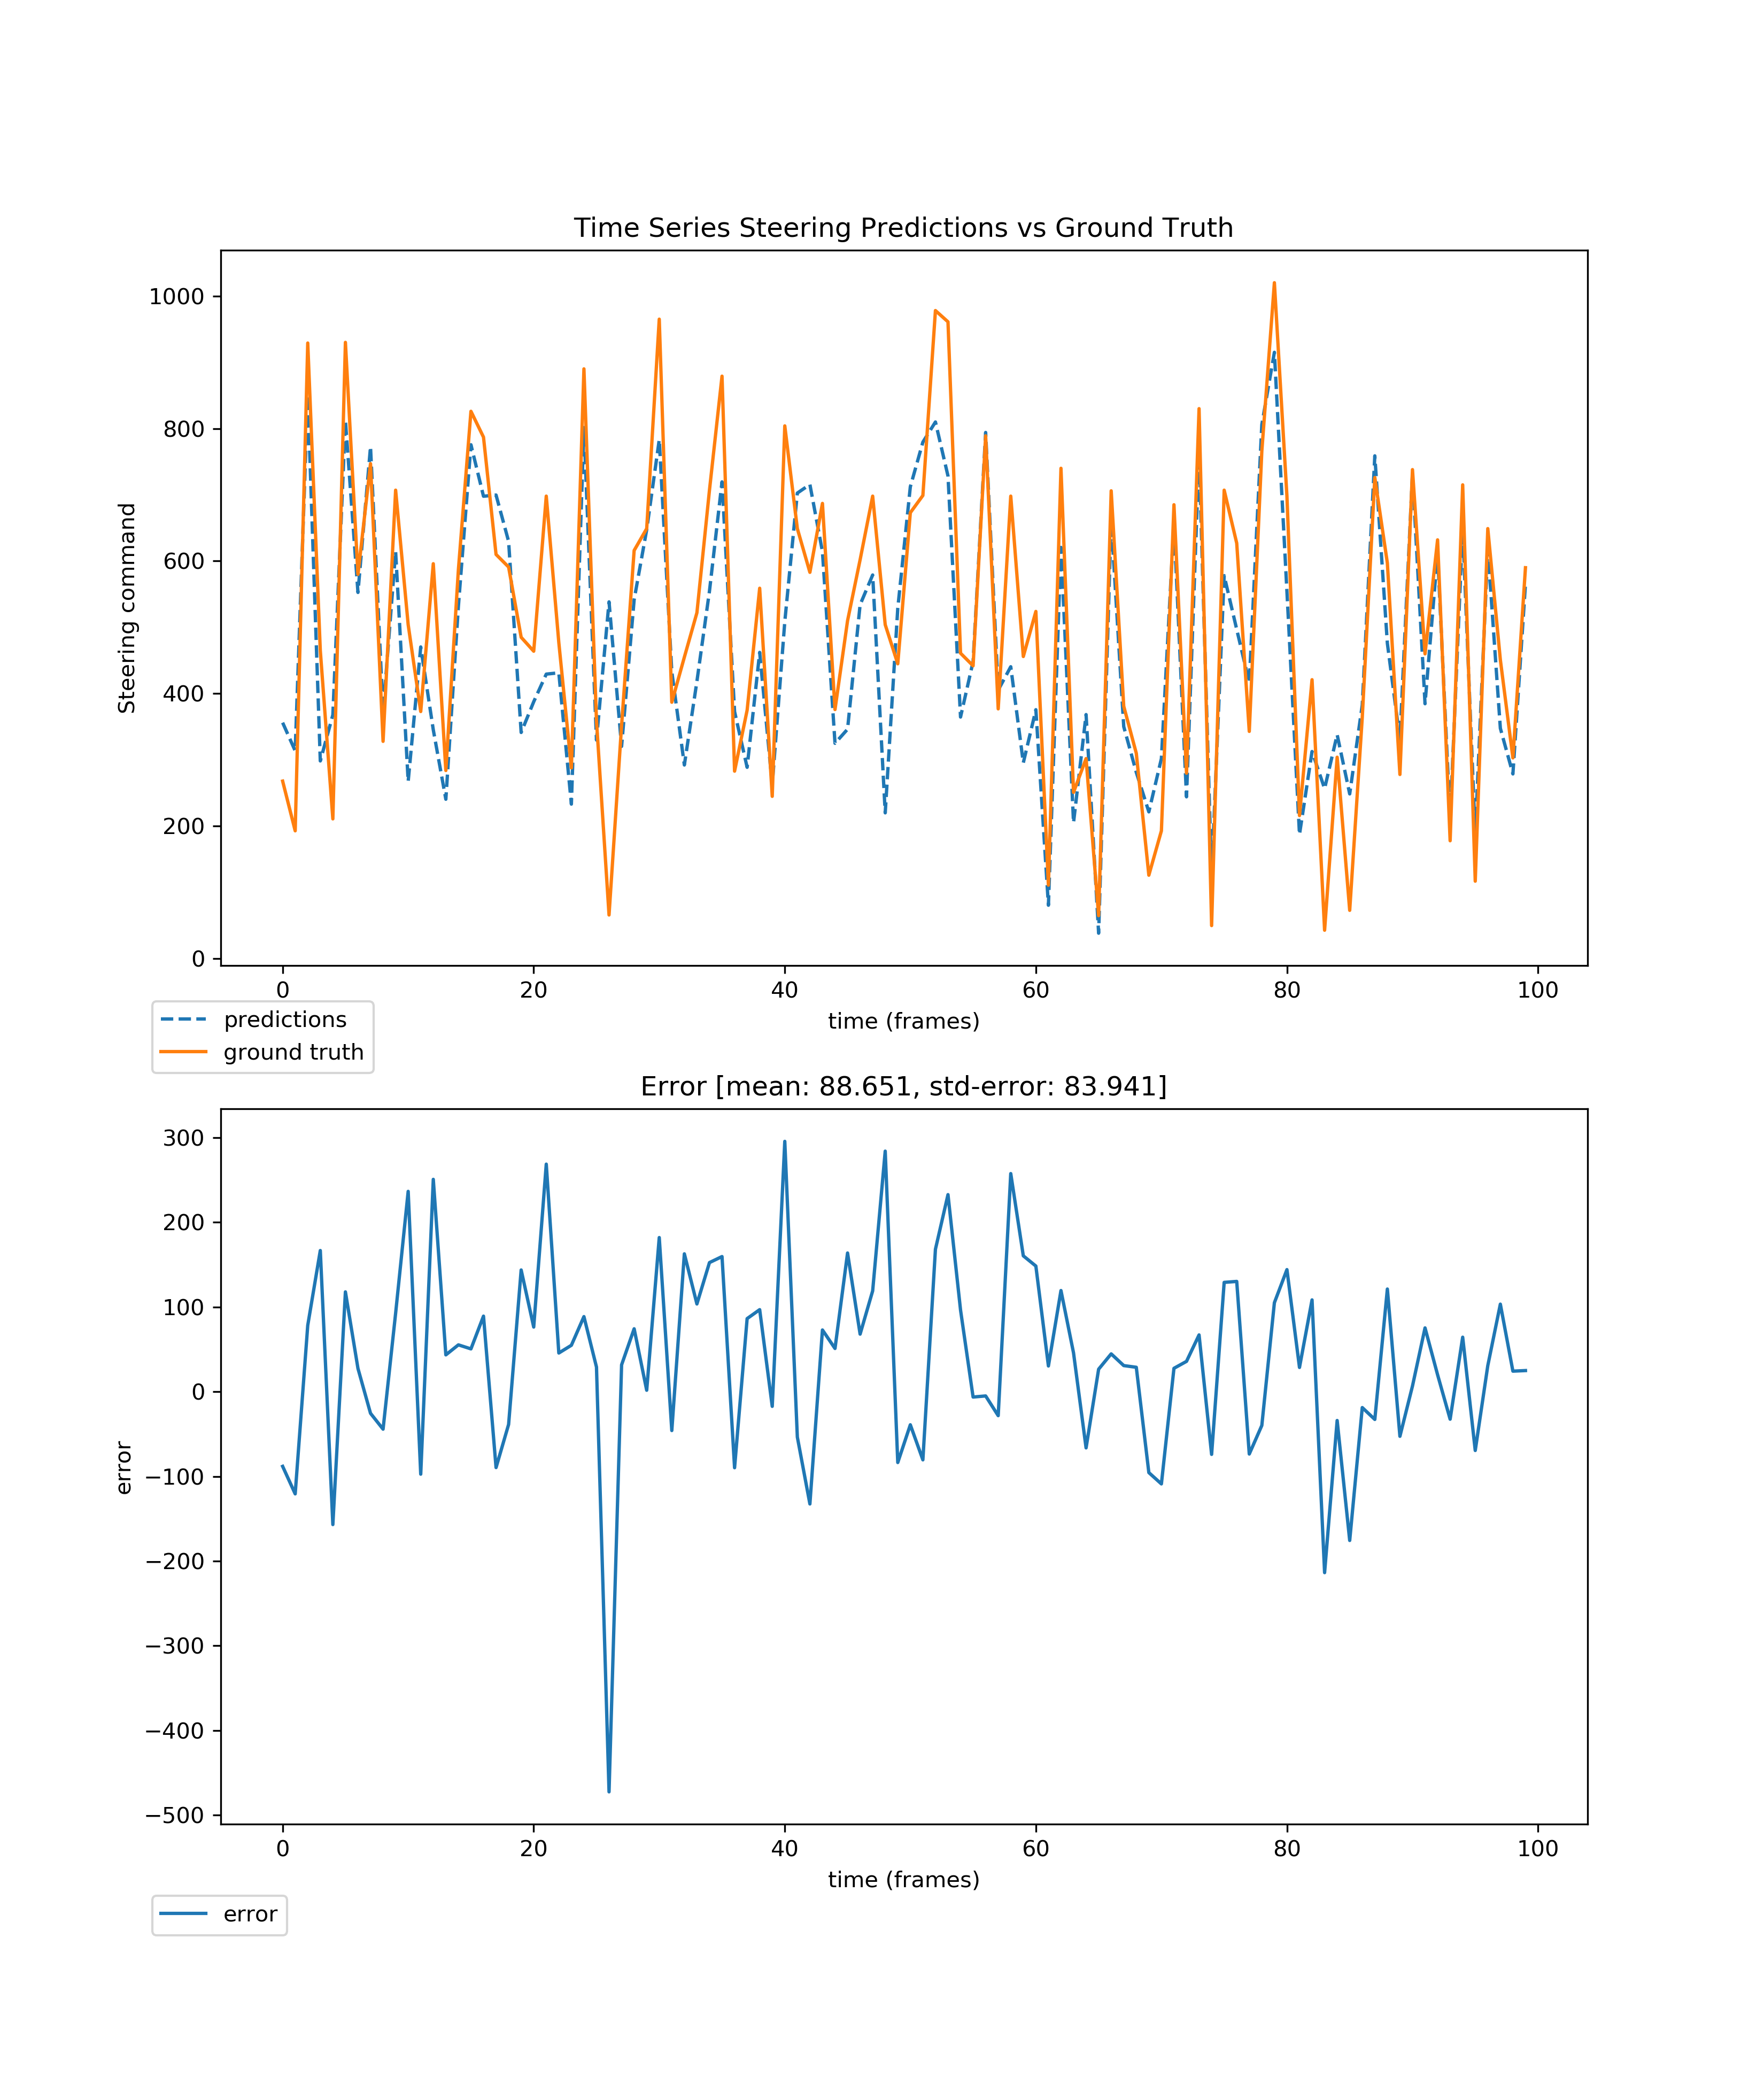 Time Series Steering Predictions vs Ground Truth
Steering command
1000
800
600
400
200
0
0 20 40 60 80 100
time (frames)
predictions
ground truth
Error [mean: 88.651, std-error: 83.941]
error
300
200
100
0
−100
−200
−300
−400
−500
0 20 40 60 80 100
time (frames)
error